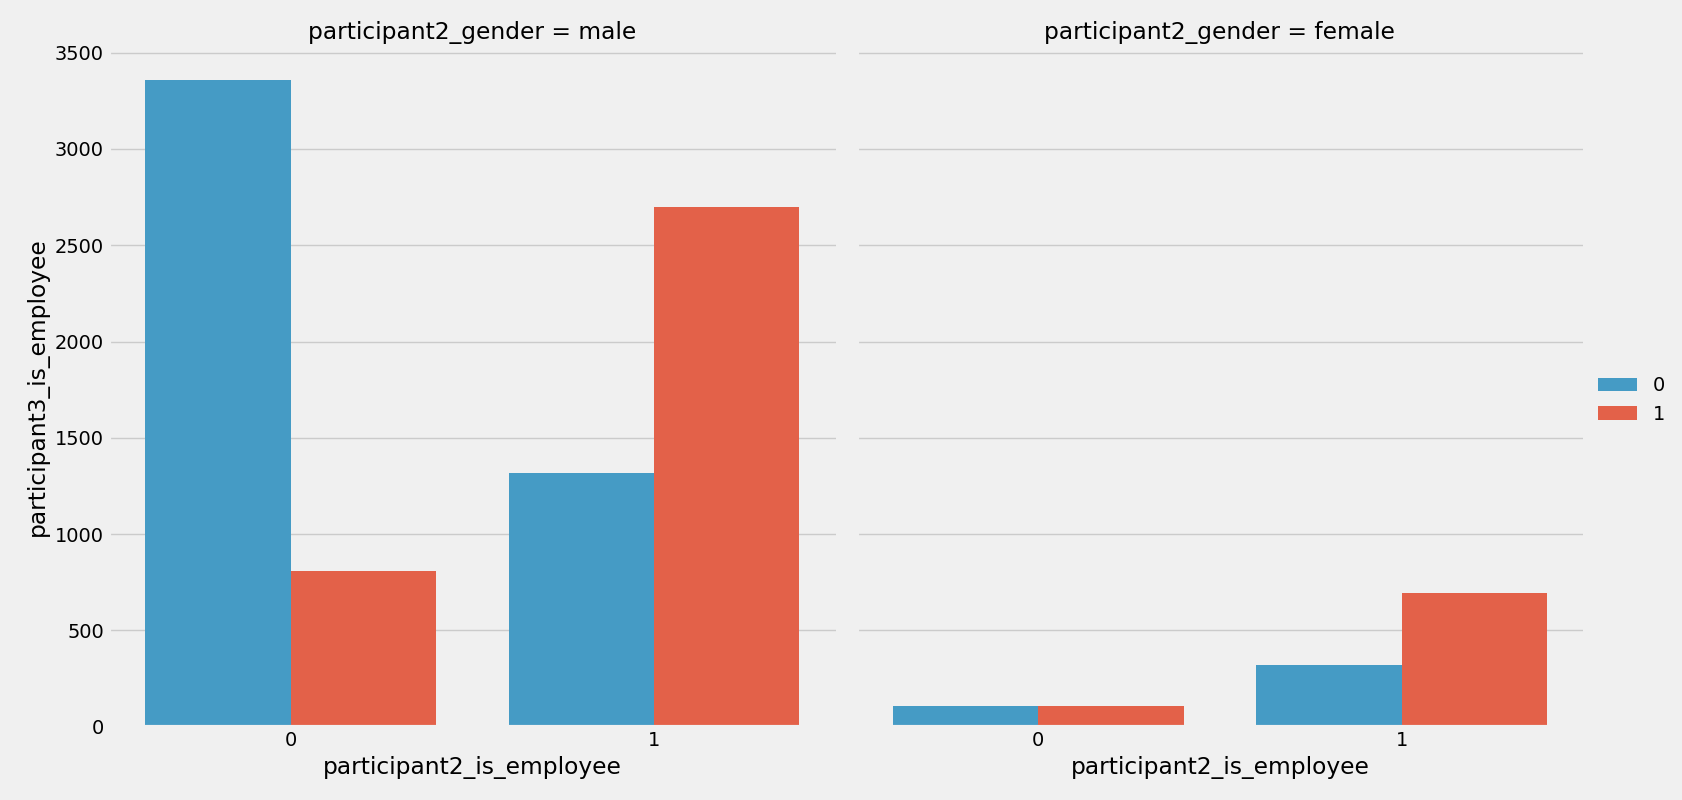 participant2_gender = male
participant2_gender = female
3500
3000
2500
2000
1500
1000
500
0
participant3_is_employee
0
1
0
1
participant2_is_employee
participant2_is_employee
0
1